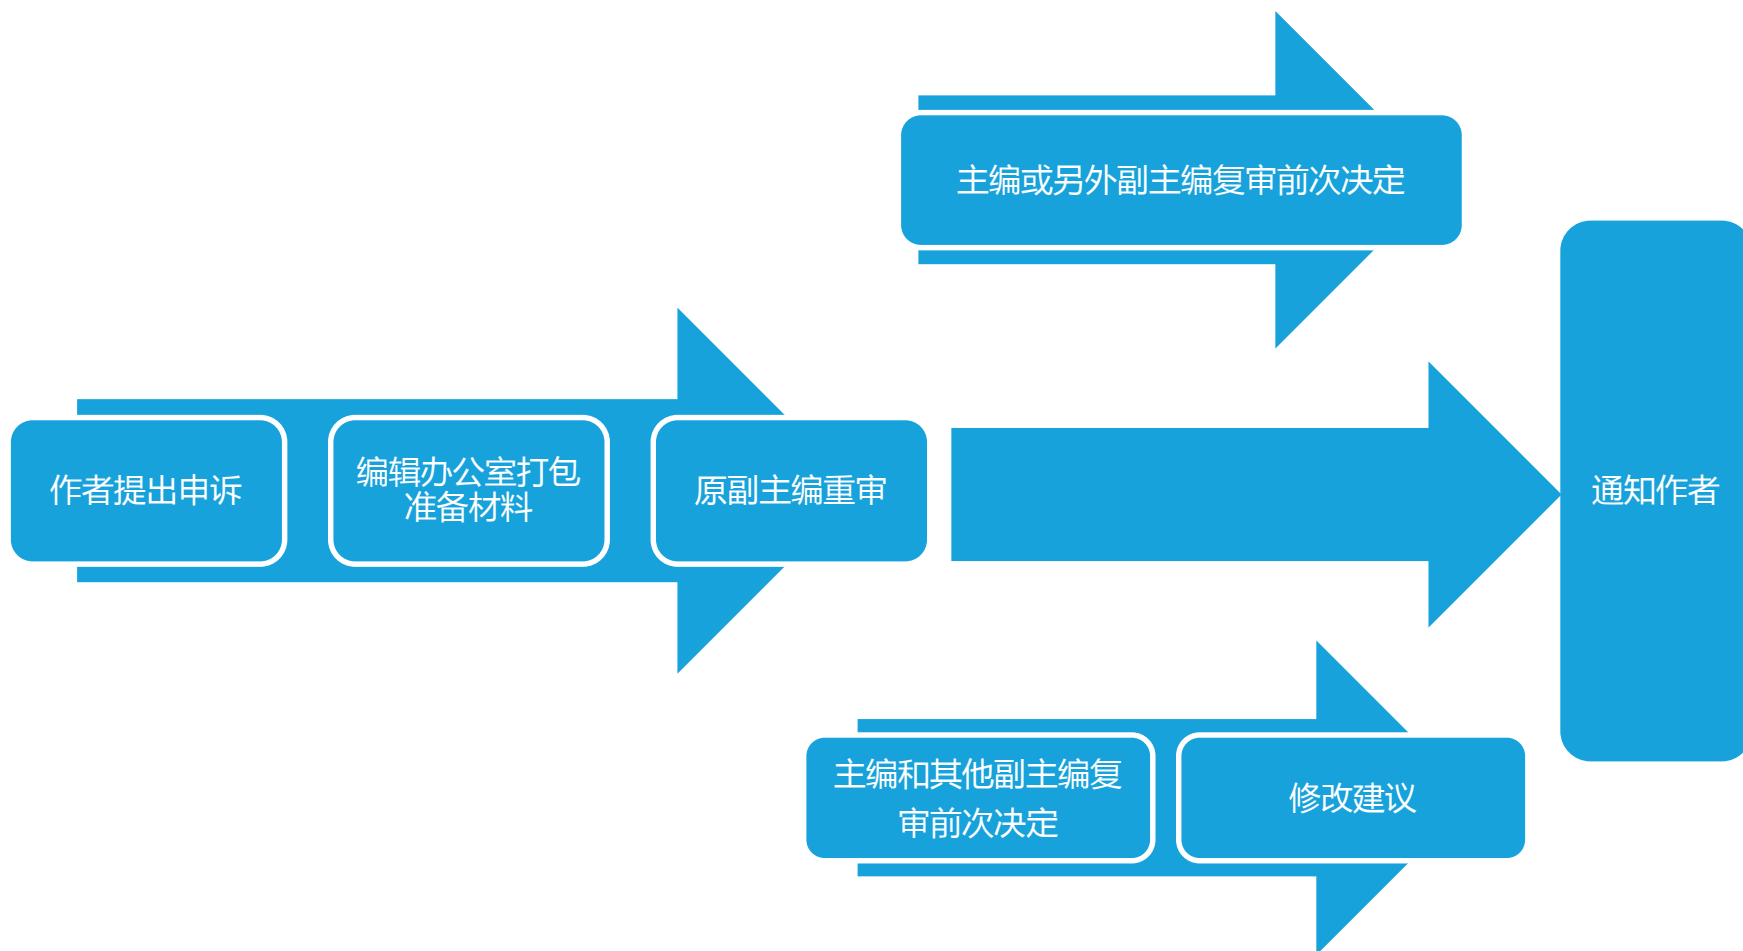 主编或另外副主编复审前次决定
作者提出申诉
编辑办公室打包
准备材料
原副主编重审
通知作者
主编和其他副主编复
审前次决定
修改建议